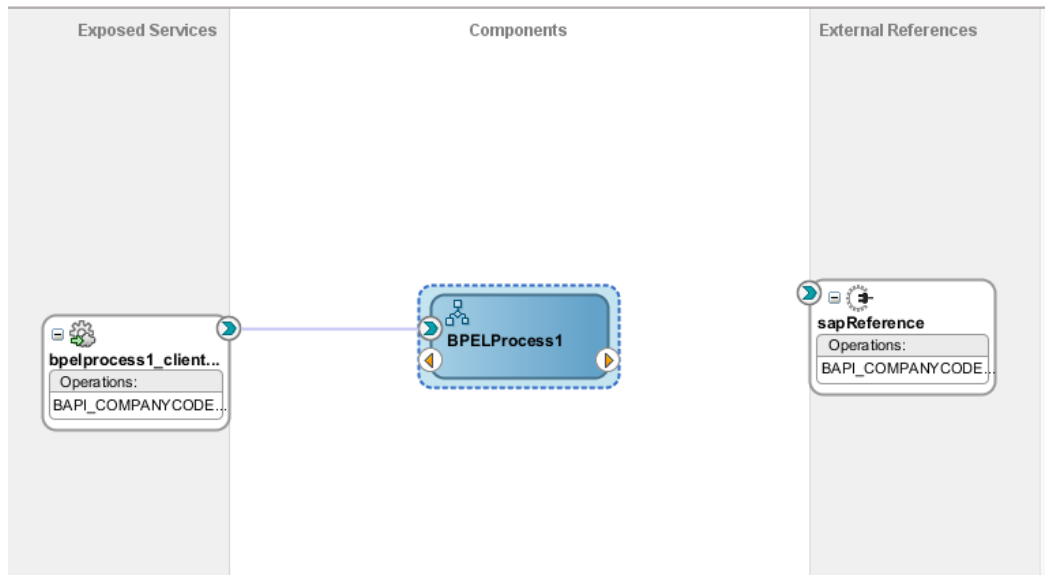 Exposed Services
Components
External References
bpelprocess1_client...
Operations:
BAPI_COMPANYCODE...
BPELProcess1
sapReference
Operations:
BAPI_COMPANYCODE...